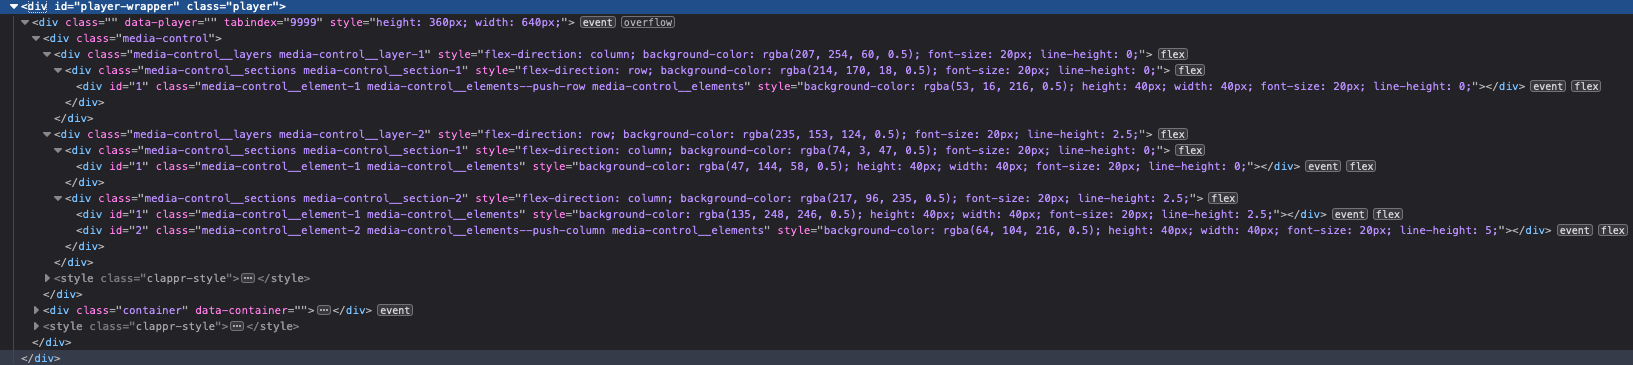 <div id="player-wrapper" class="player">
<div class="" data-player="" tabindex="9999" style="height: 360px; width: 640px;"> event overflow
<div class="media-control">
<div class="media-control__layers media-control__layer-1" style="flex-direction: column; background-color: rgba(207, 254, 60, 0.5); font-size: 20px; line-height: 0;"> flex
<div class="media-control__sections media-control__section-1" style="flex-direction: row; background-color: rgba(214, 170, 18, 0.5); font-size: 20px; line-height: 0;"> flex
<div id="1" class="media-control__element-1 media-control__elements--push-row media-control__elements" style="background-color: rgba(53, 16, 216, 0.5); height: 40px; width: 40px; font-size: 20px; line-height: 0;"></div> event flex
</div>
</div>
<div class="media-control__layers media-control__layer-2" style="flex-direction: row; background-color: rgba(235, 153, 124, 0.5); font-size: 20px; line-height: 2.5;"> flex
<div class="media-control__sections media-control__section-1" style="flex-direction: column; background-color: rgba(74, 3, 47, 0.5); font-size: 20px; line-height: 0;"> flex
<div id="1" class="media-control__element-1 media-control__elements" style="background-color: rgba(47, 144, 58, 0.5); height: 40px; width: 40px; font-size: 20px; line-height: 0;"></div> event flex
</div>
<div class="media-control__sections media-control__section-2" style="flex-direction: column; background-color: rgba(217, 96, 235, 0.5); font-size: 20px; line-height: 2.5;"> flex
<div id="1" class="media-control__element-1 media-control__elements" style="background-color: rgba(135, 248, 246, 0.5); height: 40px; width: 40px; font-size: 20px; line-height: 2.5;"></div> event flex
<div id="2" class="media-control__element-2 media-control__elements--push-column media-control__elements" style="background-color: rgba(64, 104, 216, 0.5); height: 40px; width: 40px; font-size: 20px; line-height: 5;"></div> event flex
</div>
</div>
<style class="clappr-style">…</style>
</div>
<div class="container" data-container="">…</div> event
<style class="clappr-style">…</style>
</div>
</div>